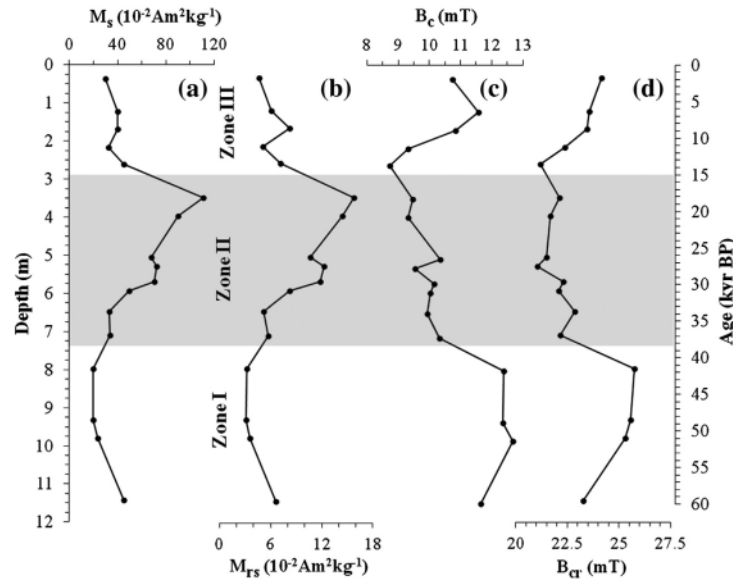 Mₛ (10⁻²Am²kg⁻¹)
B꜀ (mT)
0 40 80 120
8 9 10 11 12 13
(a) (b) (c) (d)
Zone III
Zone II
Zone I
Depth (m)
0
1
2
3
4
5
6
7
8
9
10
11
12
Age (kyr BP)
0
5
10
15
20
25
30
35
40
45
50
55
60
0 6 12 18
20 22.5 25 27.5
Mᵣₛ (10⁻²Am²kg⁻¹)
B꜀ᵣ (mT)